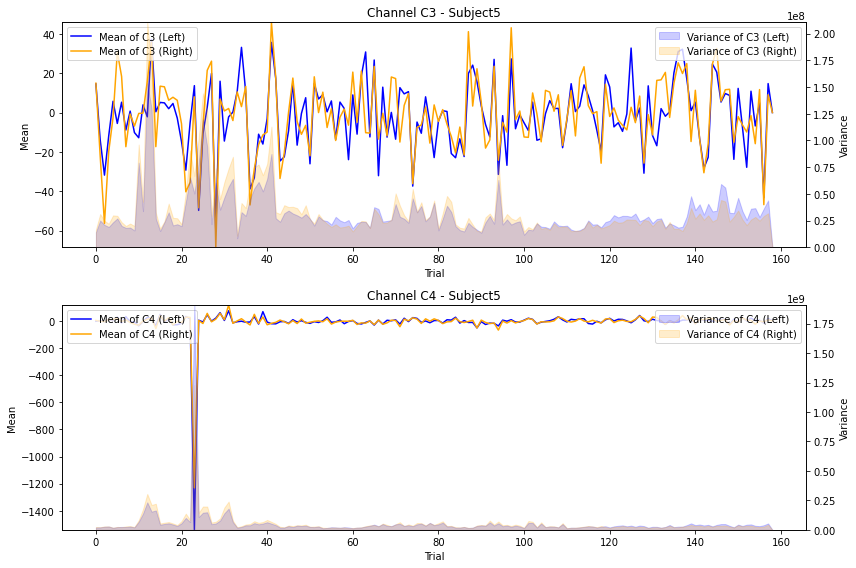 Channel C3 - Subject5
1e8
Mean of C3 (Left)
Mean of C3 (Right)
Variance of C3 (Left)
Variance of C3 (Right)
40
20
0
−20
−40
−60
Mean
2.00
1.75
1.50
1.25
1.00
0.75
0.50
0.25
0.00
Variance
0 20 40 60 80 100 120 140 160
Trial
Channel C4 - Subject5
1e9
Mean of C4 (Left)
Mean of C4 (Right)
Variance of C4 (Left)
Variance of C4 (Right)
0
−200
−400
−600
−800
−1000
−1200
−1400
Mean
1.75
1.50
1.25
1.00
0.75
0.50
0.25
0.00
Variance
0 20 40 60 80 100 120 140 160
Trial